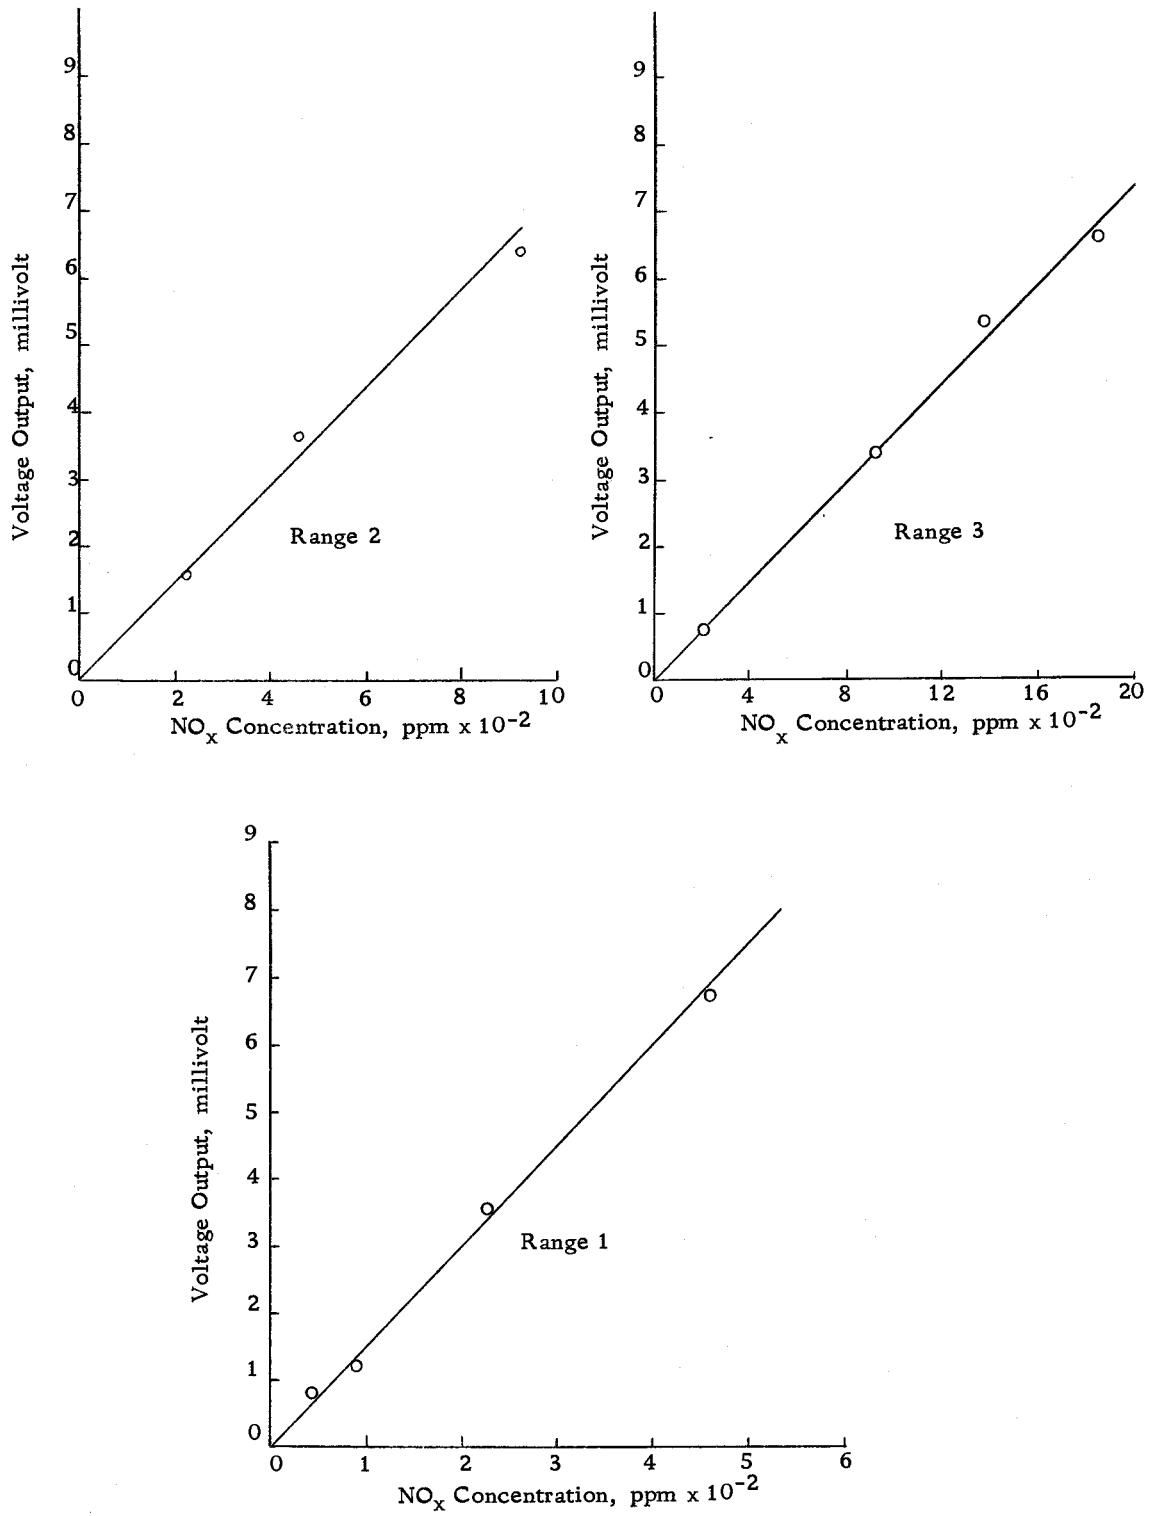 9
8
7
6
5
4
3
2
1
0
Voltage Output, millivolt
Range 2
0 2 4 6 8 10
NOx Concentration, ppm x 10-2
9
8
7
6
5
4
3
2
1
0
Voltage Output, millivolt
Range 3
0 4 8 12 16 20
NOx Concentration, ppm x 10-2
9
8
7
6
5
4
3
2
1
0
Voltage Output, millivolt
Range 1
0 1 2 3 4 5 6
NOx Concentration, ppm x 10-2